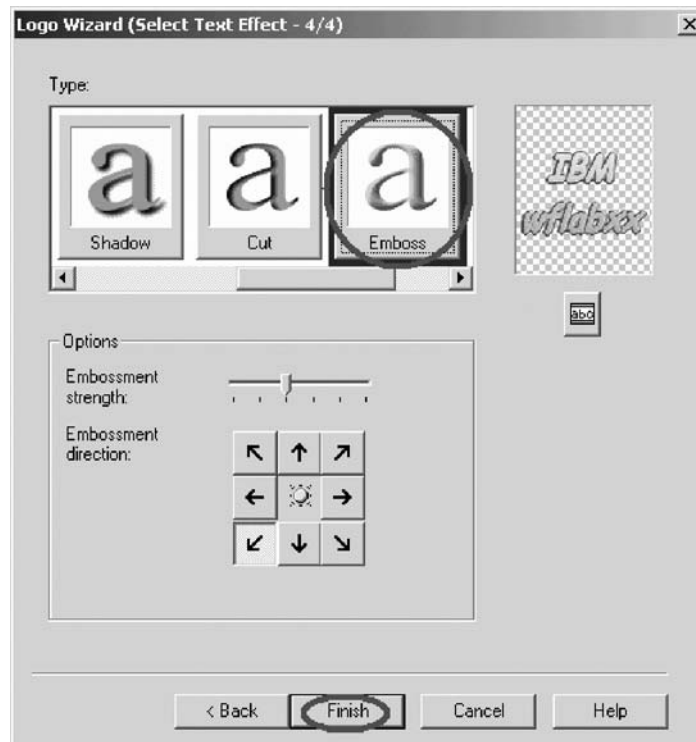 Logo Wizard (Select Text Effect - 4/4)
Type:
a a a
Shadow Cut Emboss
IBM
wflabxx
abc
Options
Embossment
strength:
Embossment
direction:
< Back Finish Cancel Help